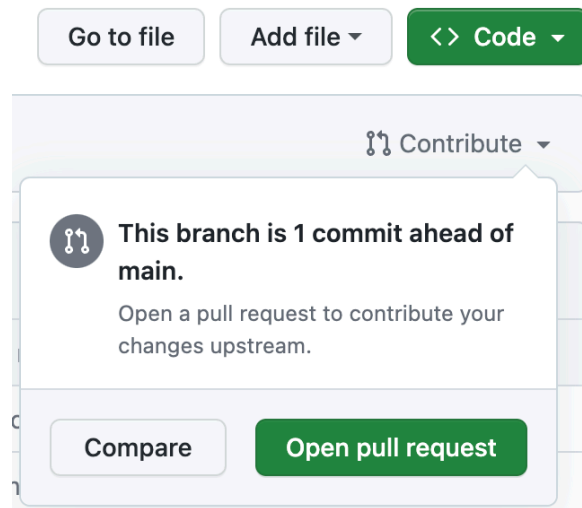 Go to file
Add file
<> Code
Contribute
This branch is 1 commit ahead of
main.
Open a pull request to contribute your
changes upstream.
Compare
Open pull request